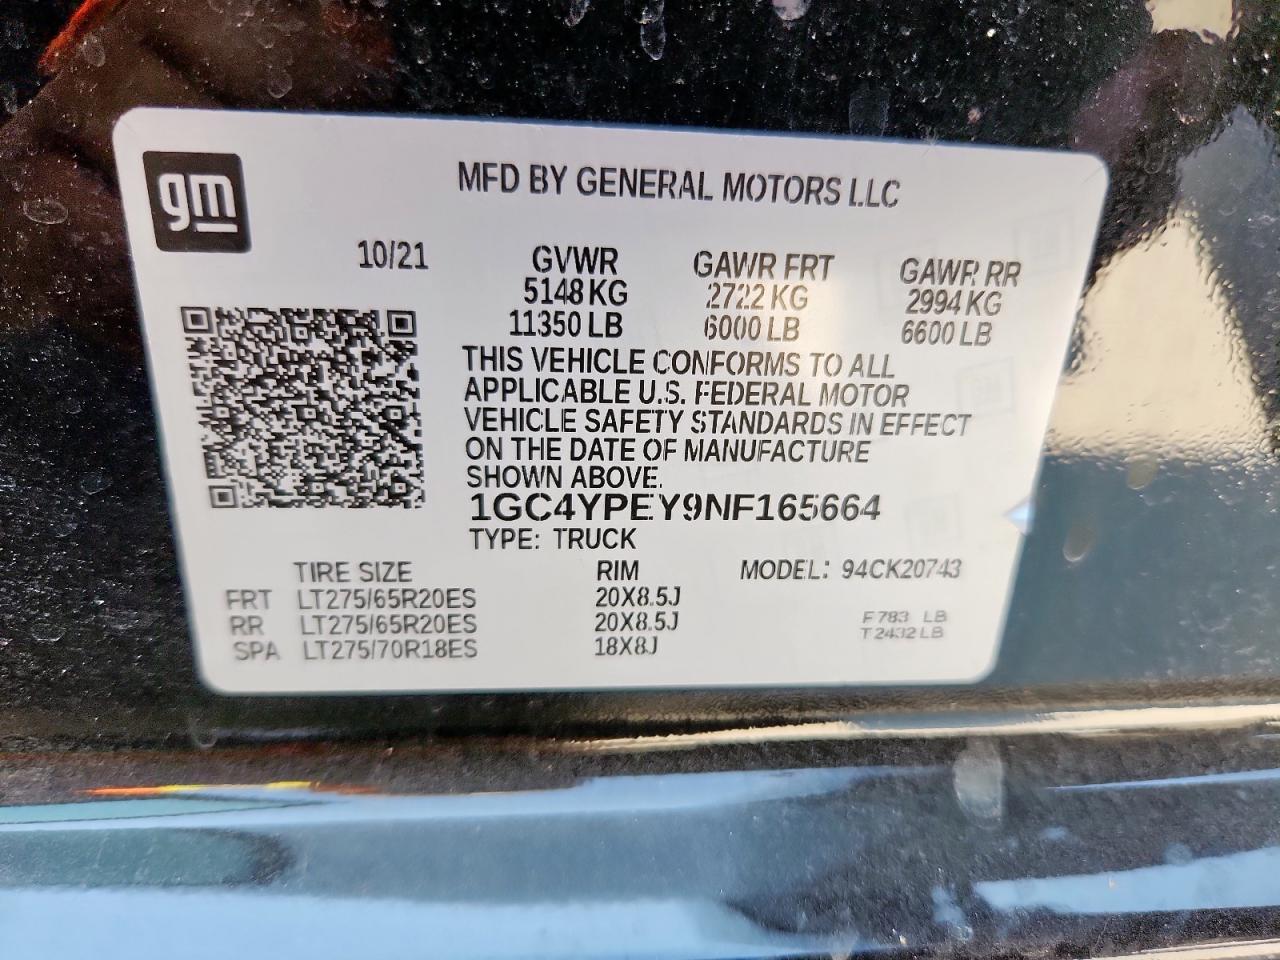 gm
MFD BY GENERAL MOTORS LLC
10/21 GVWR GAWR FRT GAWR RR
5148 KG 2722 KG 2994 KG
11350 LB 6000 LB 6600 LB
THIS VEHICLE CONFORMS TO ALL
APPLICABLE U.S. FEDERAL MOTOR
VEHICLE SAFETY STANDARDS IN EFFECT
ON THE DATE OF MANUFACTURE
SHOWN ABOVE.
1GC4YPEY9NF165664
TYPE: TRUCK
TIRE SIZE RIM MODEL: 94CK20743
FRT LT275/65R20ES 20X8.5J
RR LT275/65R20ES 20X8.5J
SPA LT275/70R18ES 18X8J
F783 LB
T2432LB